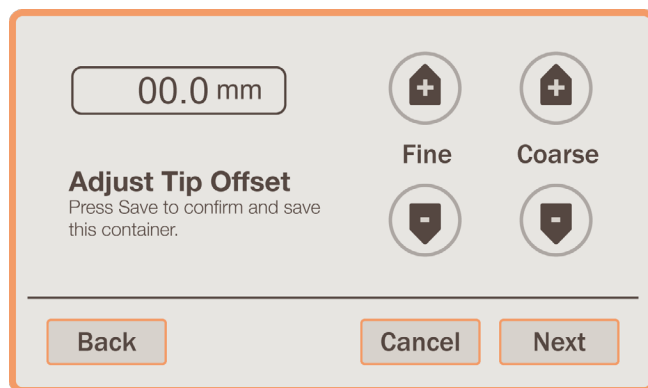 00.0 mm
+
+
Fine
Coarse
Adjust Tip Offset
Press Save to confirm and save
this container.
-
-
Back
Cancel
Next